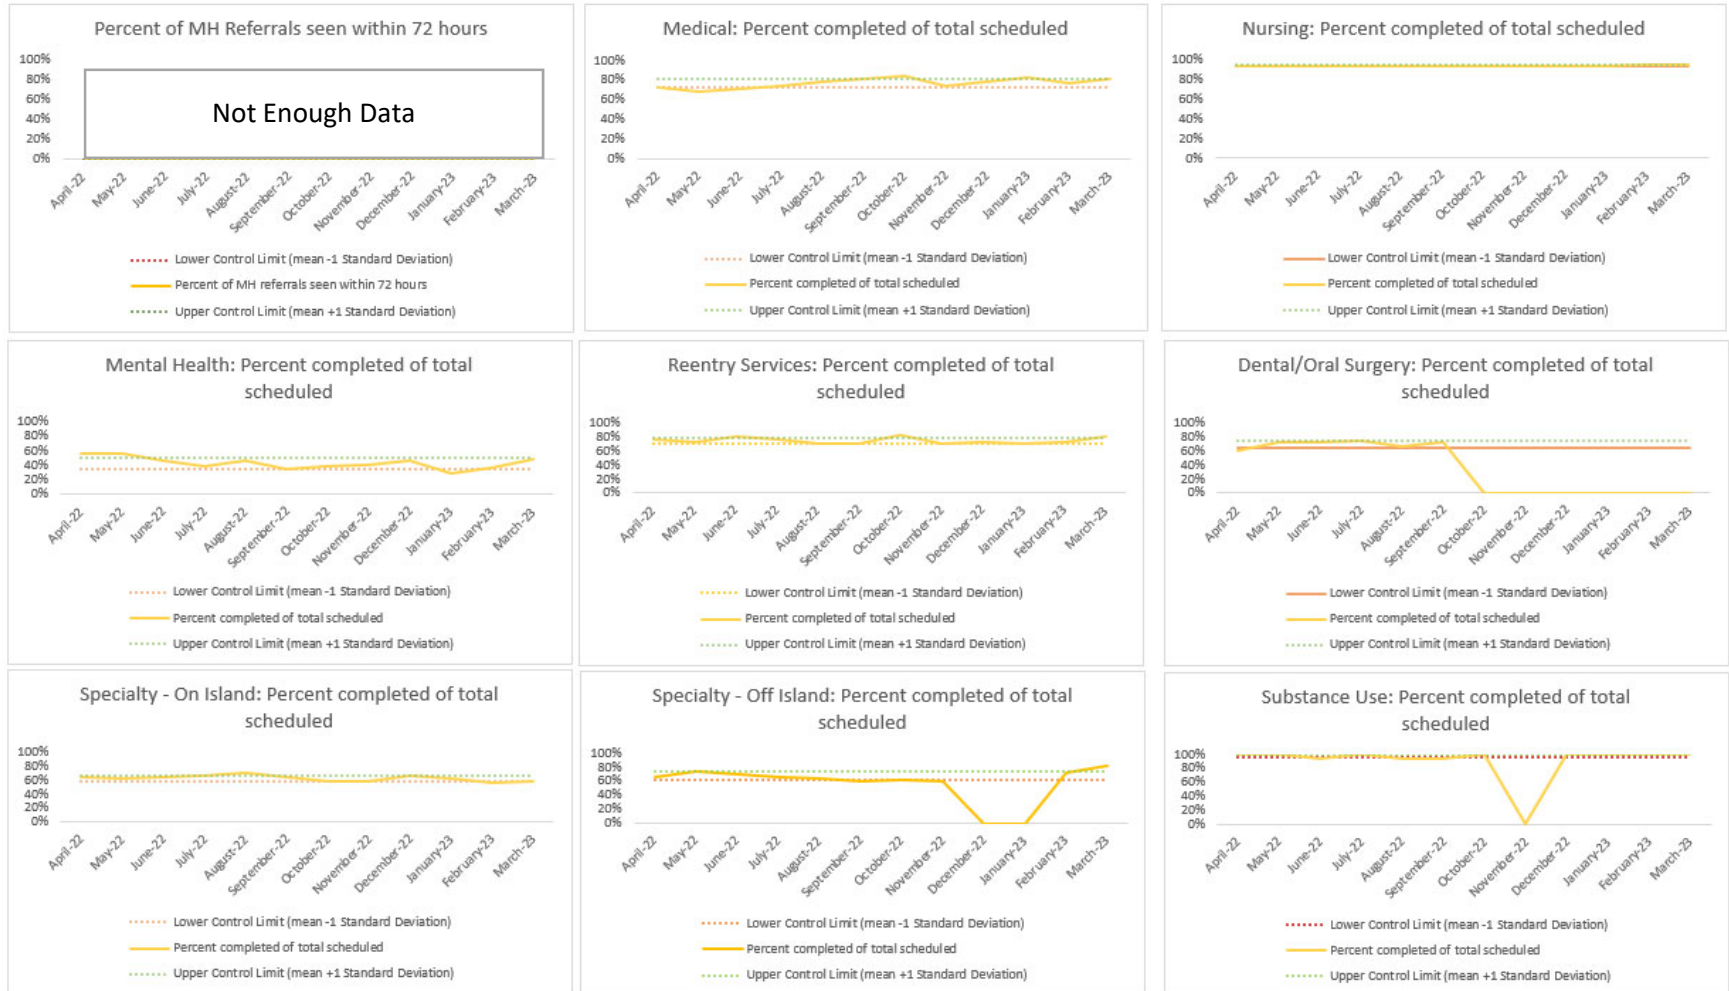 Percent of MH Referrals seen within 72 hours
100%
80%
60%
40%
20%
0%
Not Enough Data
April-22
May-22
June-22
July-22
August-22
September-22
October-22
November-22
December-22
January-23
February-23
March-23
Lower Control Limit (mean -1 Standard Deviation)
Percent of MH referrals seen within 72 hours
Upper Control Limit (mean +1 Standard Deviation)
Medical: Percent completed of total scheduled
100%
80%
60%
40%
20%
0%
April-22
May-22
June-22
July-22
August-22
September-22
October-22
November-22
December-22
January-23
February-23
March-23
Lower Control Limit (mean -1 Standard Deviation)
Percent completed of total scheduled
Upper Control Limit (mean +1 Standard Deviation)
Nursing: Percent completed of total scheduled
100%
80%
60%
40%
20%
0%
April-22
May-22
June-22
July-22
August-22
September-22
October-22
November-22
December-22
January-23
February-23
March-23
Lower Control Limit (mean -1 Standard Deviation)
Percent completed of total scheduled
Upper Control Limit (mean +1 Standard Deviation)
Mental Health: Percent completed of total
scheduled
100%
80%
60%
40%
20%
0%
April-22
May-22
June-22
July-22
August-22
September-22
October-22
November-22
December-22
January-23
February-23
March-23
Lower Control Limit (mean -1 Standard Deviation)
Percent completed of total scheduled
Upper Control Limit (mean +1 Standard Deviation)
Reentry Services: Percent completed of total
scheduled
100%
80%
60%
40%
20%
0%
April-22
May-22
June-22
July-22
August-22
September-22
October-22
November-22
December-22
January-23
February-23
March-23
Lower Control Limit (mean -1 Standard Deviation)
Percent completed of total scheduled
Upper Control Limit (mean +1 Standard Deviation)
Dental/Oral Surgery: Percent completed of total
scheduled
100%
80%
60%
40%
20%
0%
April-22
May-22
June-22
July-22
August-22
September-22
October-22
November-22
December-22
January-23
February-23
March-23
Lower Control Limit (mean -1 Standard Deviation)
Percent completed of total scheduled
Upper Control Limit (mean +1 Standard Deviation)
Specialty - On Island: Percent completed of total
scheduled
100%
80%
60%
40%
20%
0%
April-22
May-22
June-22
July-22
August-22
September-22
October-22
November-22
December-22
January-23
February-23
March-23
Lower Control Limit (mean -1 Standard Deviation)
Percent completed of total scheduled
Upper Control Limit (mean +1 Standard Deviation)
Specialty - Off Island: Percent completed of total
scheduled
100%
80%
60%
40%
20%
0%
April-22
May-22
June-22
July-22
August-22
September-22
October-22
November-22
December-22
January-23
February-23
March-23
Lower Control Limit (mean -1 Standard Deviation)
Percent completed of total scheduled
Upper Control Limit (mean +1 Standard Deviation)
Substance Use: Percent completed of total
scheduled
100%
80%
60%
40%
20%
0%
April-22
May-22
June-22
July-22
August-22
September-22
October-22
November-22
December-22
January-23
February-23
March-23
Lower Control Limit (mean -1 Standard Deviation)
Percent completed of total scheduled
Upper Control Limit (mean +1 Standard Deviation)